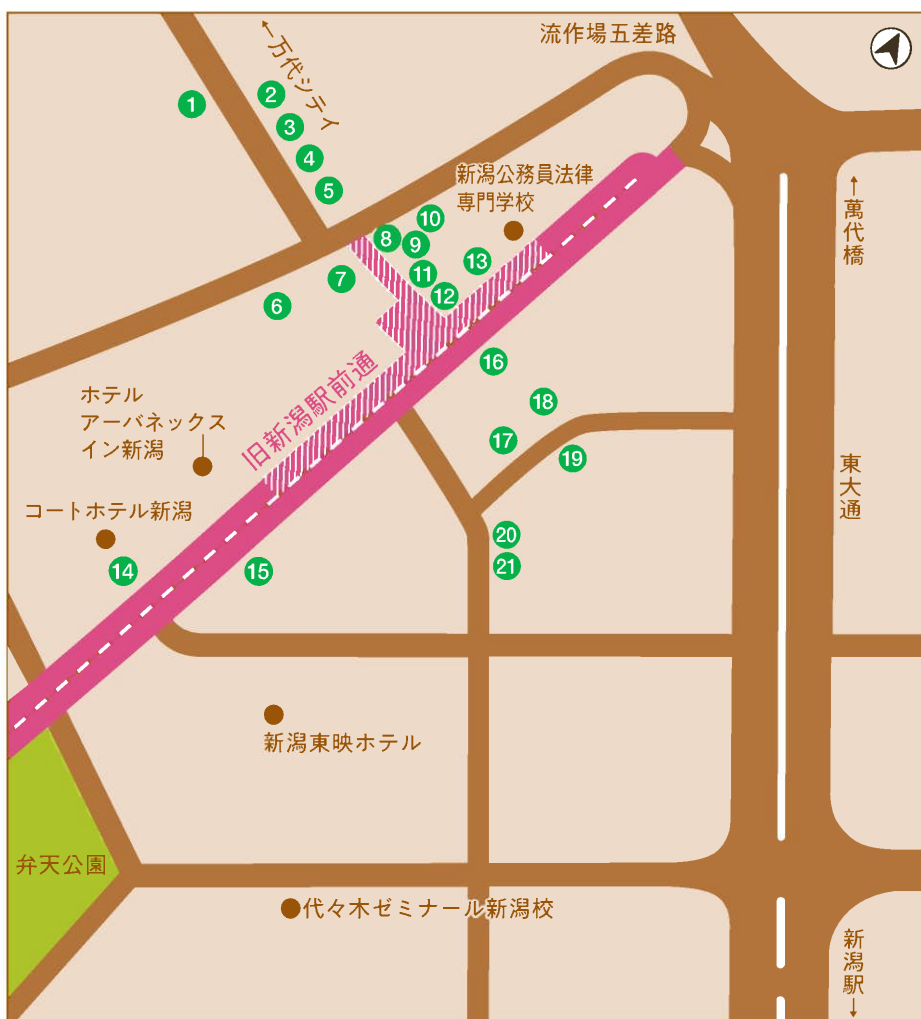 流作場五差路
←万代シテイ
1
2
3
4
5
新潟公務員法律
専門学校
10
8
9
13
7
11
12
6
←萬代橋
16
旧新潟駅前通
ホテル
アーバネックス
イン新潟
18
17
19
東大通
コートホテル新潟
14
15
20
21
新潟東映ホテル
弁天公園
代々木ゼミナール新潟校
新潟駅→